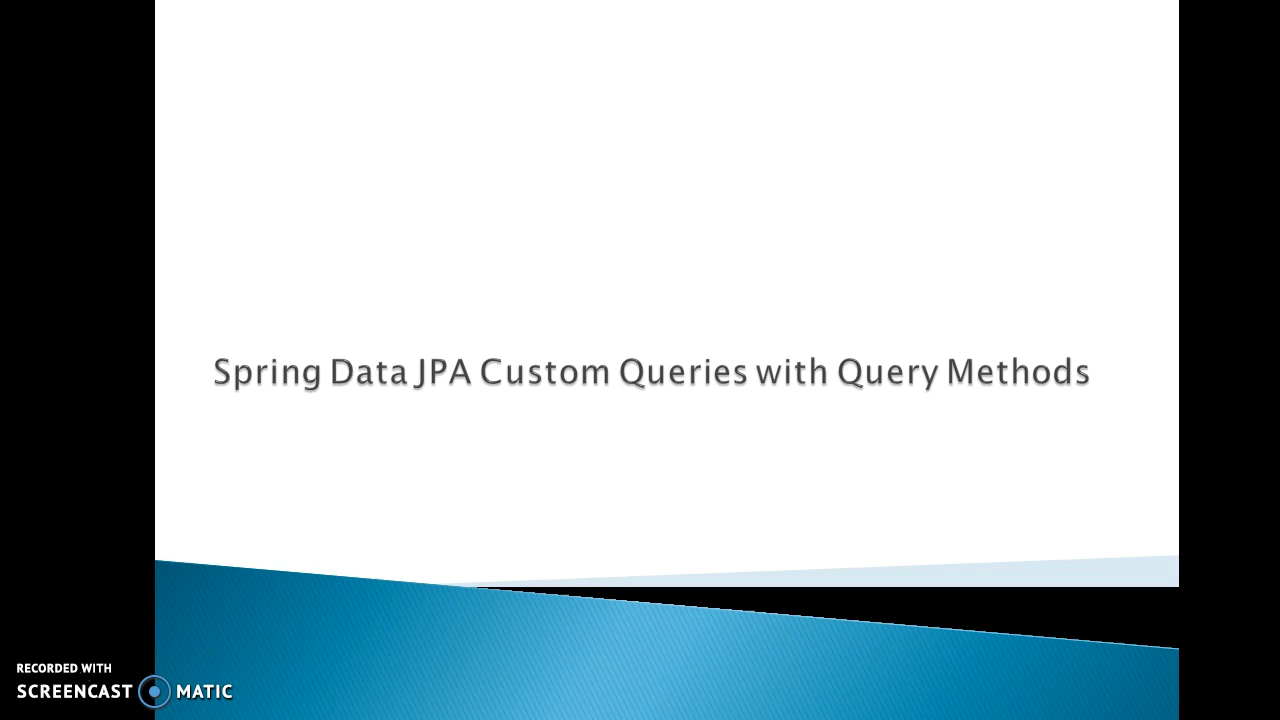 Spring Data JPA Custom Queries with Query Methods
RECORDED WITH
SCREENCAST MATIC